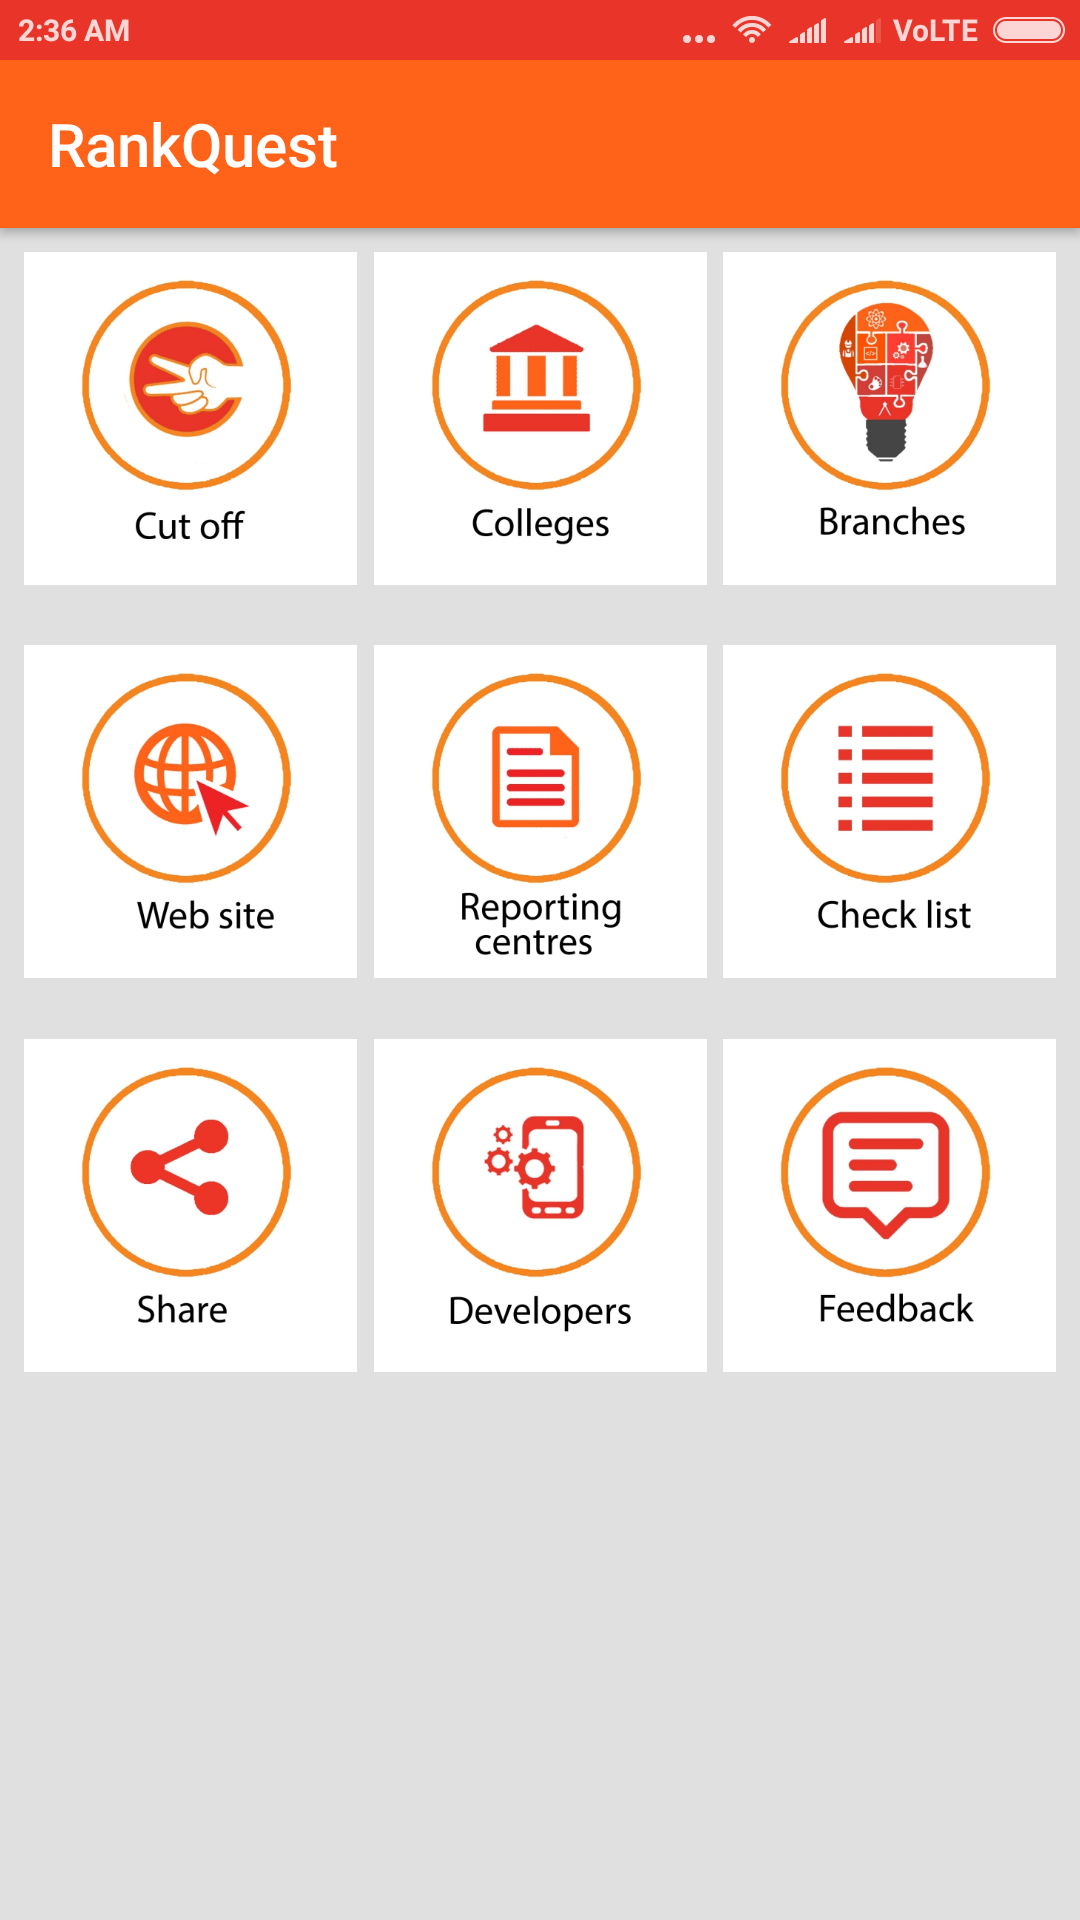 2:36 AM
VoLTE
RankQuest
Cut off
Colleges
Branches
Web site
Reporting
centres
Check list
Share
Developers
Feedback